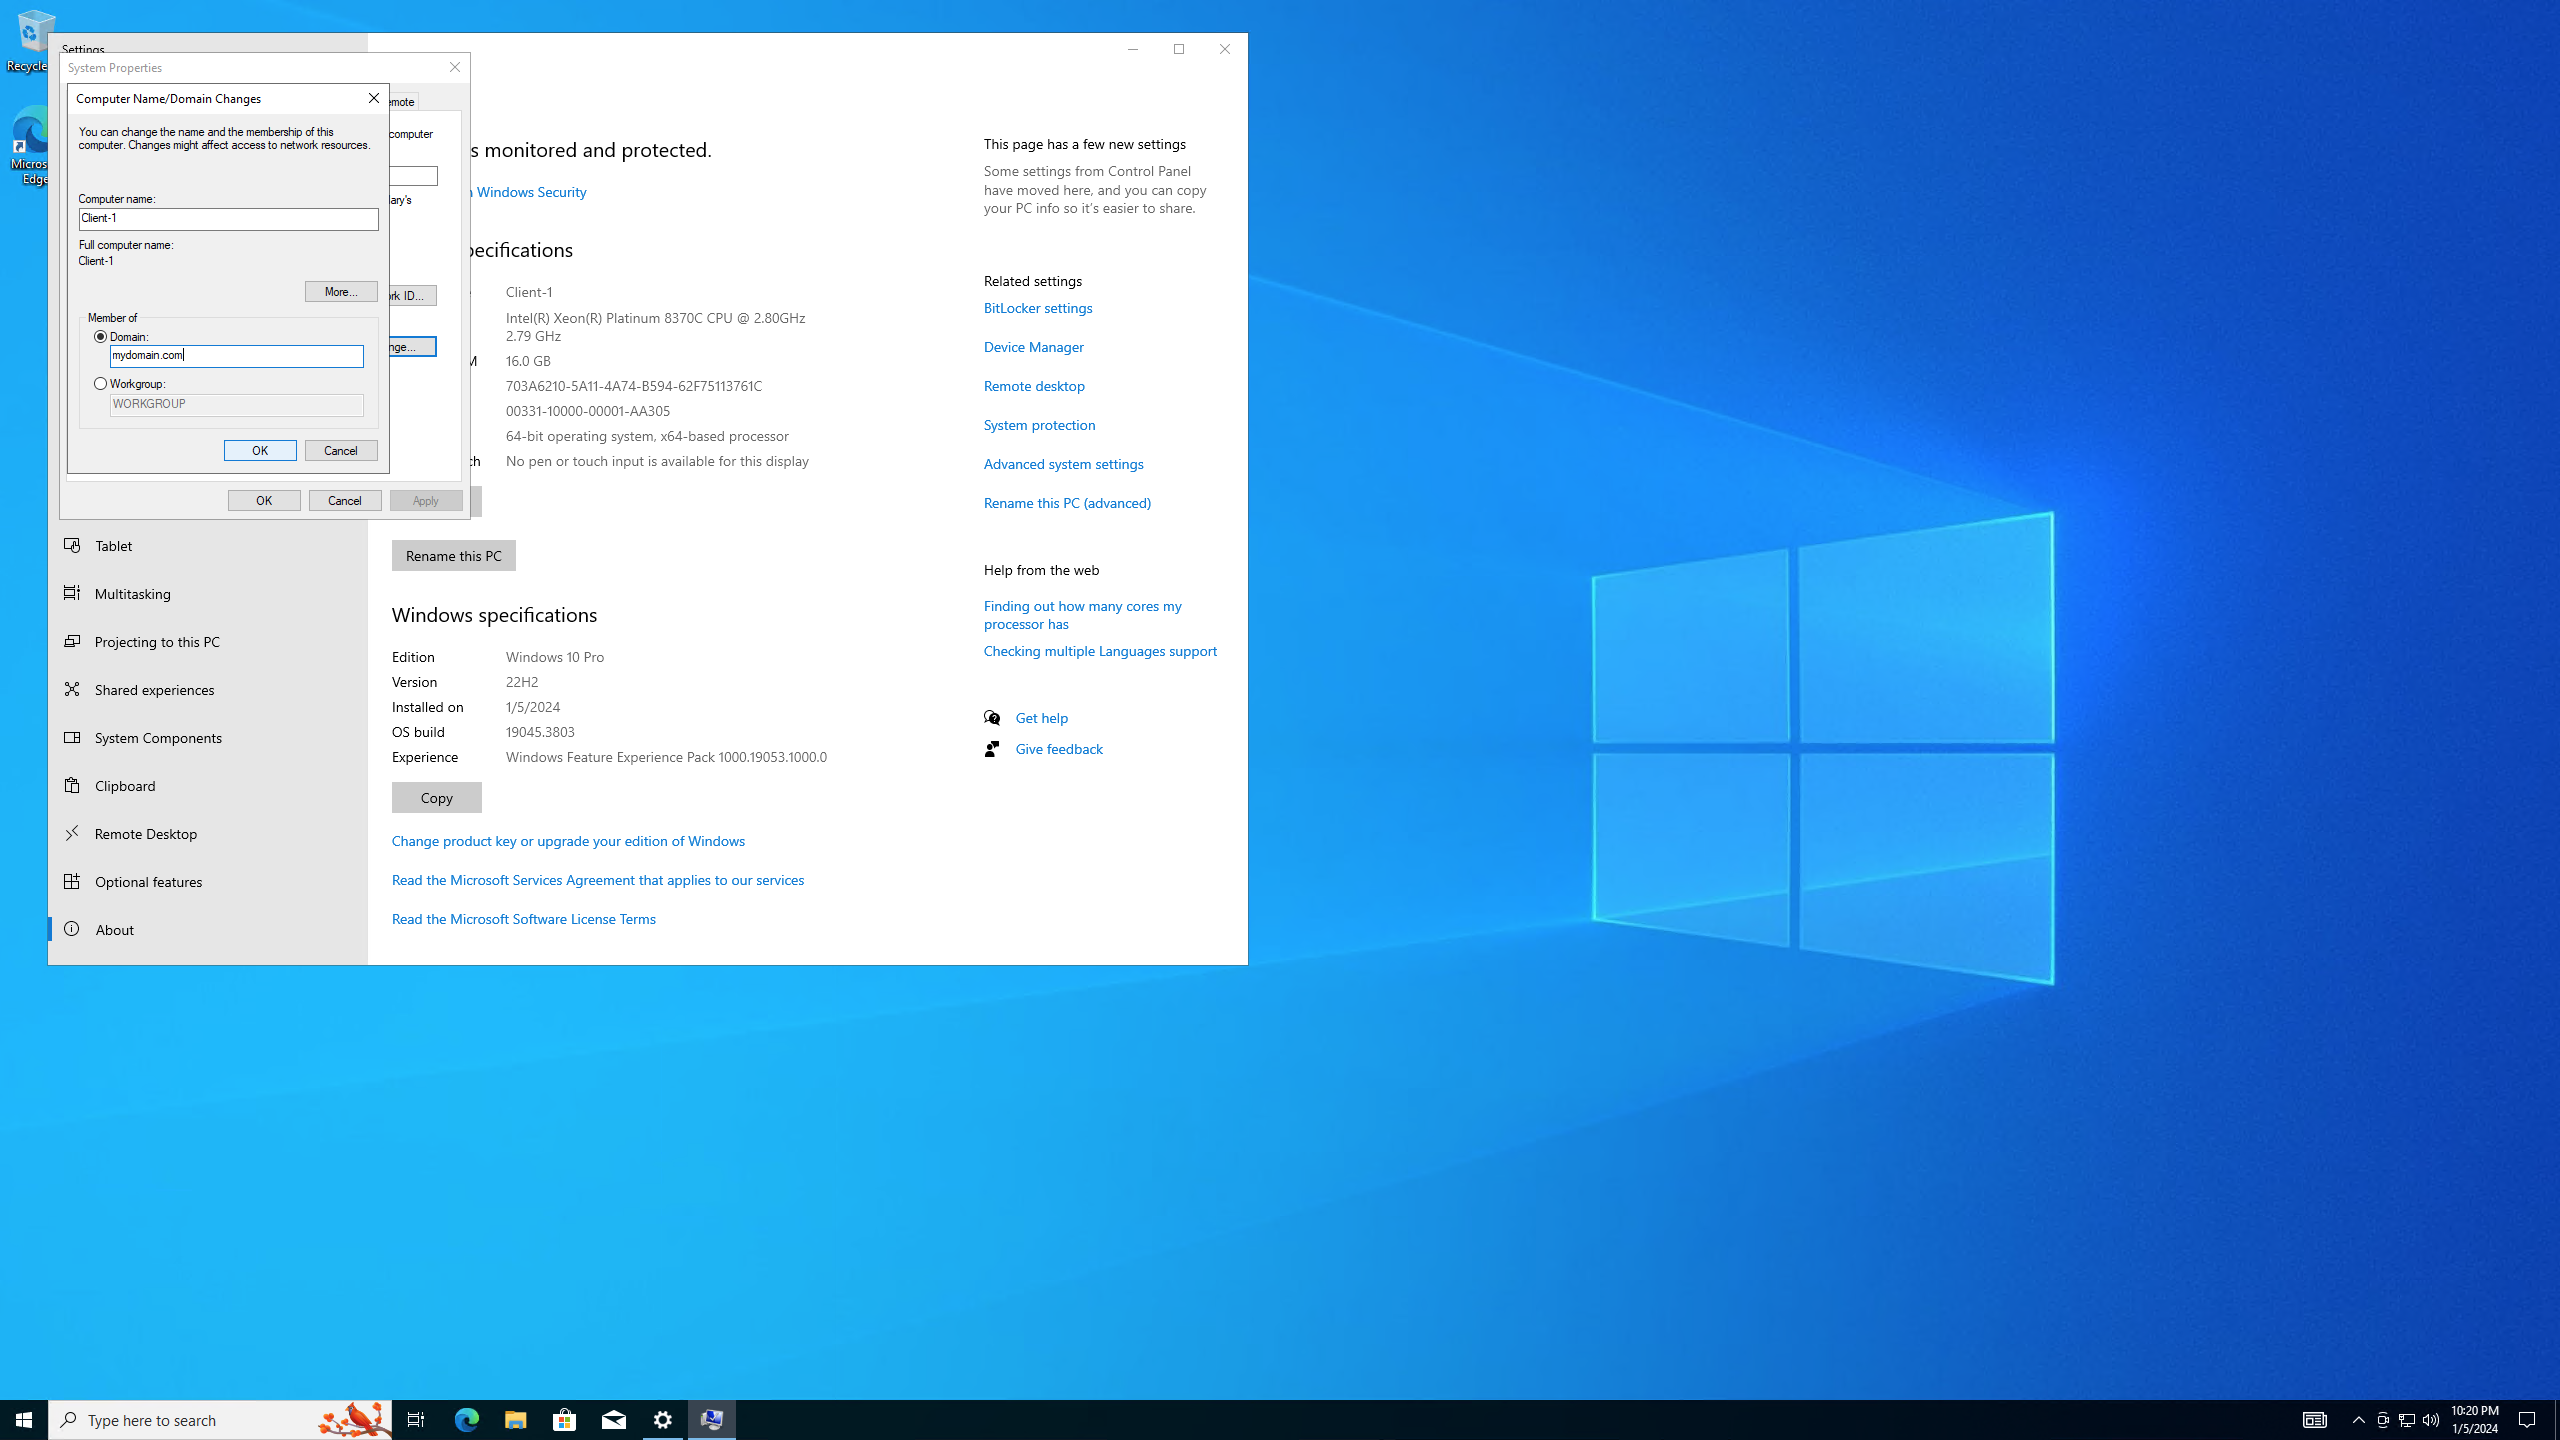 Recycle
Micros
Edge
Settings
System Properties
Computer Name/Domain Changes
emote
You can change the name and the membership of this
computer. Changes might affect access to network resources.
computer
ary's
Computer name:
Client-1
Full computer name:
Client-1
More...
rk ID...
Member of
Domain:
mydomain.com
nge...
Workgroup:
WORKGROUP
OK
Cancel
OK
Cancel
Apply
Tablet
Multitasking
Projecting to this PC
Shared experiences
System Components
Clipboard
Remote Desktop
Optional features
About
s monitored and protected.
Windows Security
pecifications
Client-1
Intel(R) Xeon(R) Platinum 8370C CPU @ 2.80GHz
2.79 GHz
M
16.0 GB
703A6210-5A11-4A74-B594-62F75113761C
00331-10000-00001-AA305
64-bit operating system, x64-based processor
ch
No pen or touch input is available for this display
Rename this PC
Windows specifications
Edition
Windows 10 Pro
Version
22H2
Installed on
1/5/2024
OS build
19045.3803
Experience
Windows Feature Experience Pack 1000.19053.1000.0
Copy
Change product key or upgrade your edition of Windows
Read the Microsoft Services Agreement that applies to our services
Read the Microsoft Software License Terms
This page has a few new settings
Some settings from Control Panel
have moved here, and you can copy
your PC info so it's easier to share.
Related settings
BitLocker settings
Device Manager
Remote desktop
System protection
Advanced system settings
Rename this PC (advanced)
Help from the web
Finding out how many cores my
processor has
Checking multiple Languages support
Get help
Give feedback
Type here to search
10:20 PM
1/5/2024